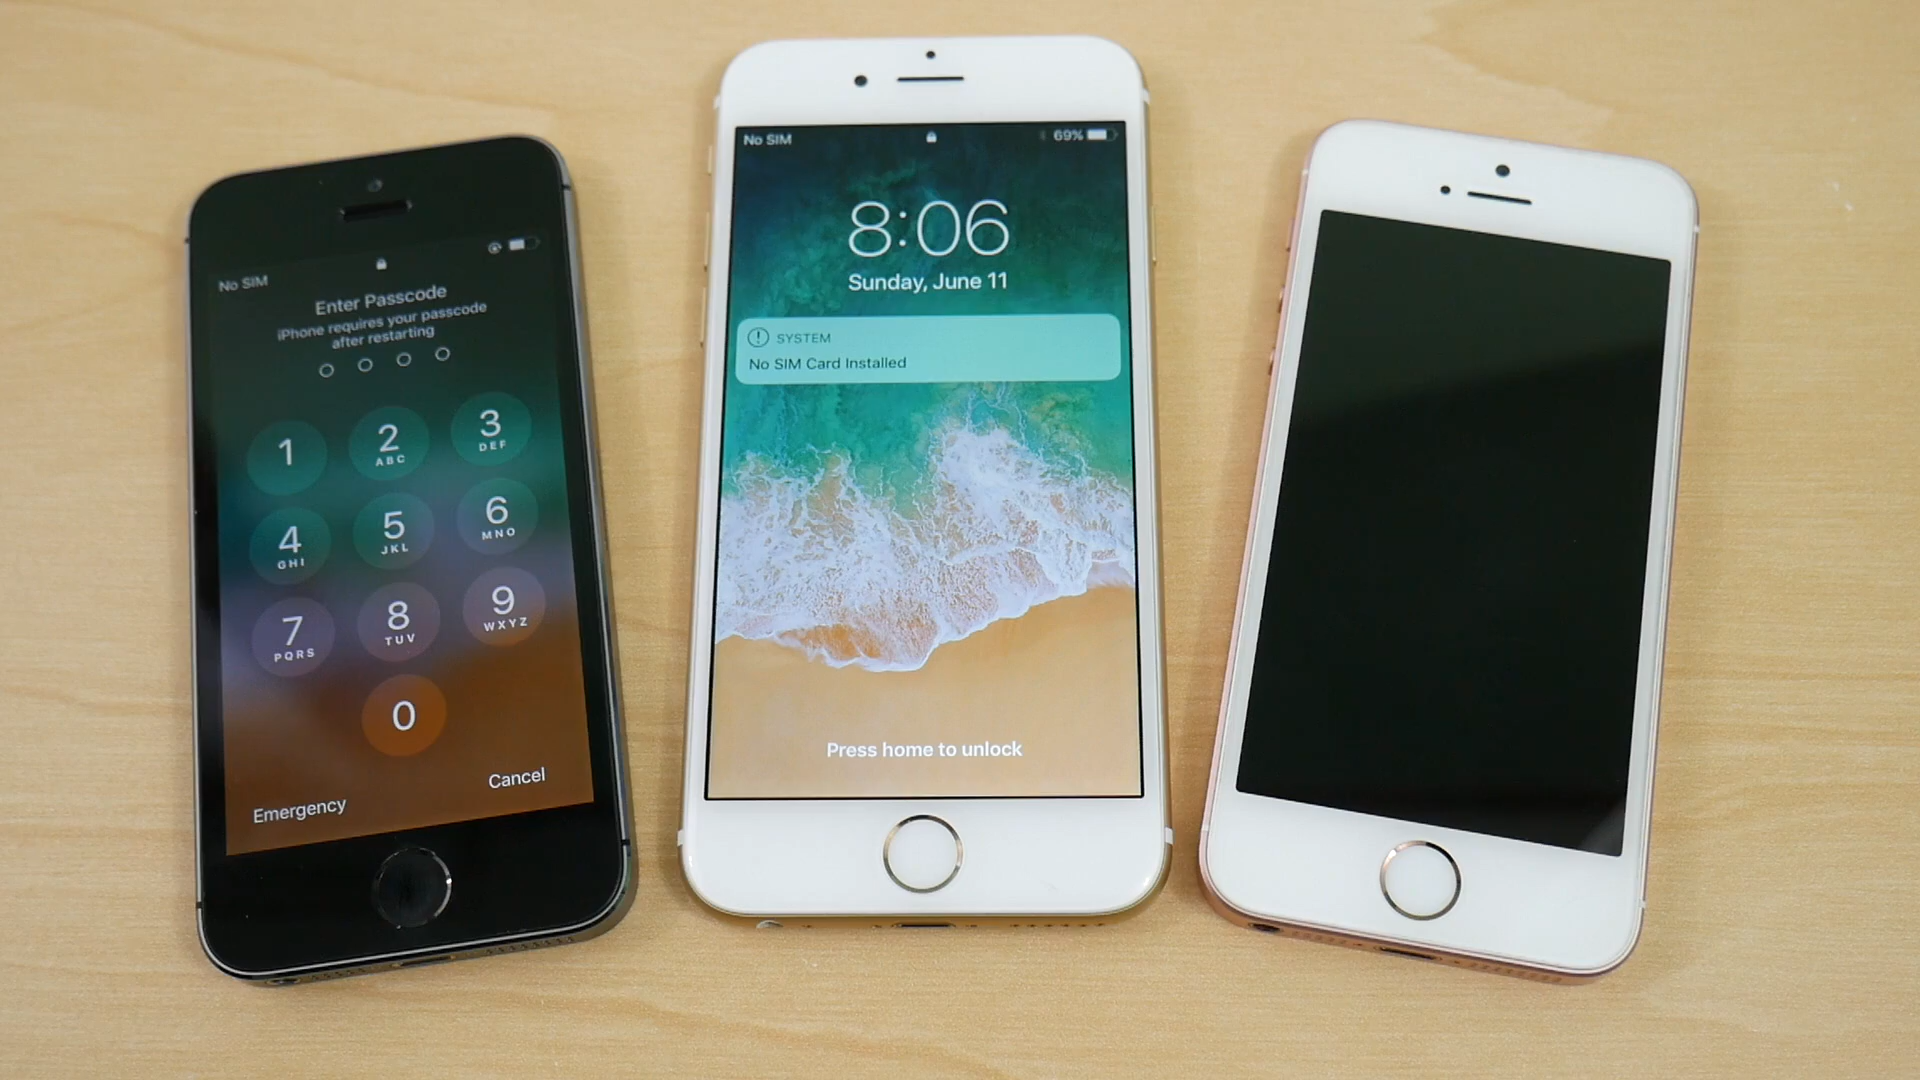 No SIM
Enter Passcode
iPhone requires your passcode
after restarting
1
2
ABC
3
DEF
4
GHI
5
JKL
6
MNO
7
PQRS
8
TUV
9
WXYZ
0
Emergency
Cancel
No SIM
69%
8:06
Sunday, June 11
SYSTEM
No SIM Card Installed
Press home to unlock